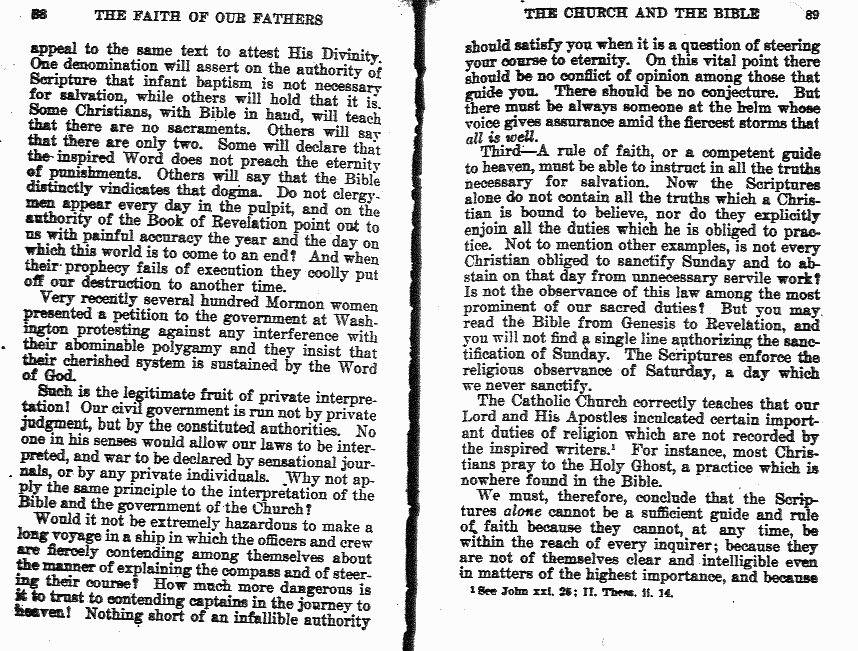 88 THE FAITH OF OUR FATHERS
appeal to the same text to attest His Divinity.
One denomination will assert on the authority of
Scripture that infant baptism is not necessary
for salvation, while others will hold that it is.
Some Christians, with Bible in hand, will teach
that there are no sacraments. Others will say
that there are only two. Some will declare that
the inspired Word does not preach the eternity
of punishments. Others will say that the Bible
distinctly vindicates that dogma. Do not clergy-
men appear every day in the pulpit, and on the
authority of the Book of Revelation point out to
us with painful accuracy the year and the day on
which this world is to come to an end? And when
their prophecy fails of execution they coolly put
off our destruction to another time.
Very recently several hundred Mormon women
presented a petition to the government at Wash-
ington protesting against any interference with
their abominable polygamy and they insist that
their cherished system is sustained by the Word
of God.
Such is the legitimate fruit of private interpre-
tation! Our civil government is run not by private
judgment, but by the constituted authorities. No
one in his senses would allow our laws to be inter-
preted, and war to be declared by sensational jour-
nals, or by any private individuals. Why not ap-
ply the same principle to the interpretation of the
Bible and the government of the Church?
Would it not be extremely hazardous to make a
long voyage in a ship in which the officers and crew
are fiercely contending among themselves about
the manner of explaining the compass and of steer-
ing their course? How much more dangerous is
it to trust to contending captains in the journey to
heaven! Nothing short of an infallible authority
THE CHURCH AND THE BIBLE 89
should satisfy you when it is a question of steering
your course to eternity. On this vital point there
should be no conflict of opinion among those that
guide you. There should be no conjecture. But
there must be always someone at the helm whose
voice gives assurance amid the fiercest storms that
all is well.
Third—A rule of faith, or a competent guide
to heaven, must be able to instruct in all the truths
necessary for salvation. Now the Scriptures
alone do not contain all the truths which a Chris-
tian is bound to believe, nor do they explicitly
enjoin all the duties which he is obliged to prac-
tice. Not to mention other examples, is not every
Christian obliged to sanctify Sunday and to ab-
stain on that day from unnecessary servile work?
Is not the observance of this law among the most
prominent of our sacred duties? But you may
read the Bible from Genesis to Revelation, and
you will not find a single line authorizing the sanc-
tification of Sunday. The Scriptures enforce the
religious observance of Saturday, a day which
we never sanctify.
The Catholic Church correctly teaches that our
Lord and His Apostles inculcated certain import-
ant duties of religion which are not recorded by
the inspired writers.¹ For instance, most Chris-
tians pray to the Holy Ghost, a practice which is
nowhere found in the Bible.
We must, therefore, conclude that the Scrip-
tures alone cannot be a sufficient guide and rule
of faith because they cannot, at any time, be
within the reach of every inquirer; because they
are not of themselves clear and intelligible even
in matters of the highest importance, and because
¹ See John xxi. 25; II. Thess. ii. 14.